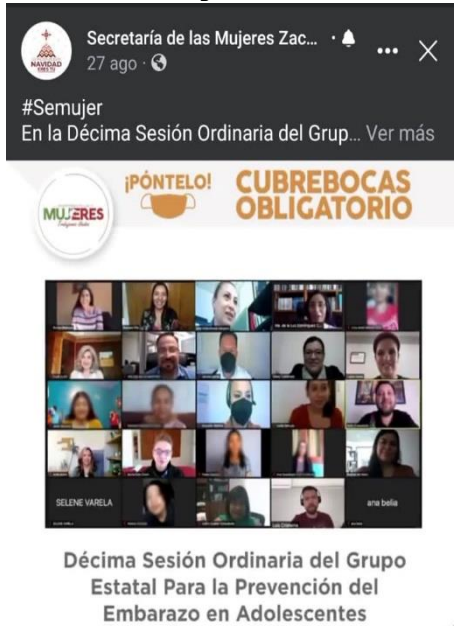 Secretaría de las Mujeres Zac...
27 ago
NAVIDAD
#Semujer
En la Décima Sesión Ordinaria del Grup... Ver más
MUJERES
¡PÓNTELO!
CUBREBOCAS
OBLIGATORIO
SELENE VARELA
ana belia
Décima Sesión Ordinaria del Grupo
Estatal Para la Prevención del
Embarazo en Adolescentes